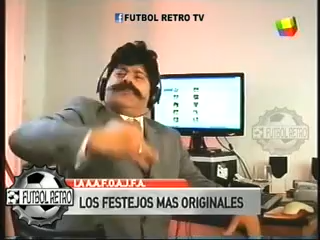 FUTBOL RETRO TV
FUTBOL RETRO
I.A.A.A.F.O.A.J.F.A.
FUTBOL RETRO
LOS FESTEJOS MAS ORIGINALES